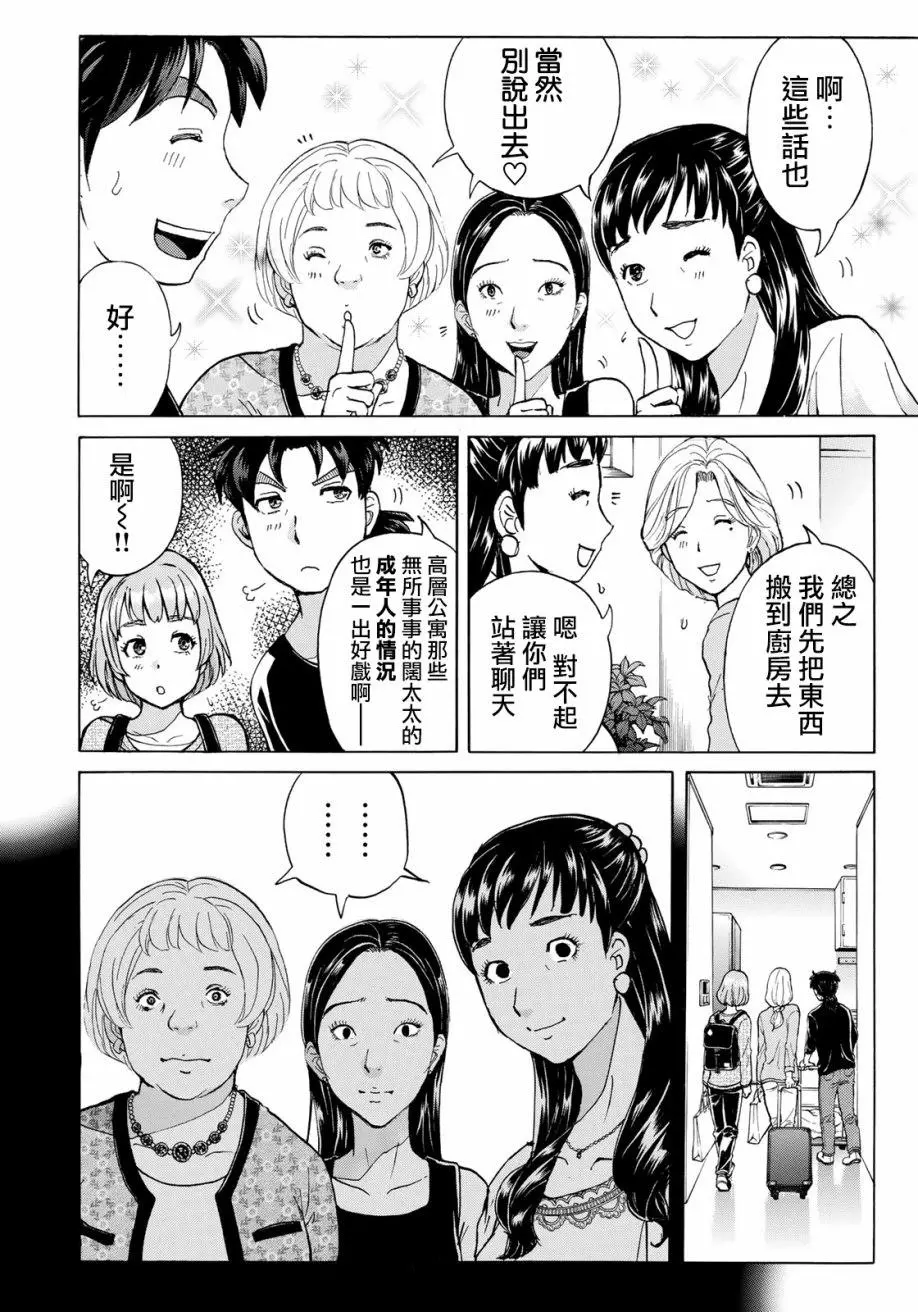 啊…
這些話也
當然
別說出去♡
好……
總之
我們先把東西
搬到廚房去
嗯 對不起
讓你們
站著聊天
高層公寓那些
無所事事的闊太太的
成年人的情況
也是一出好戲啊——
是啊～!!
……
……